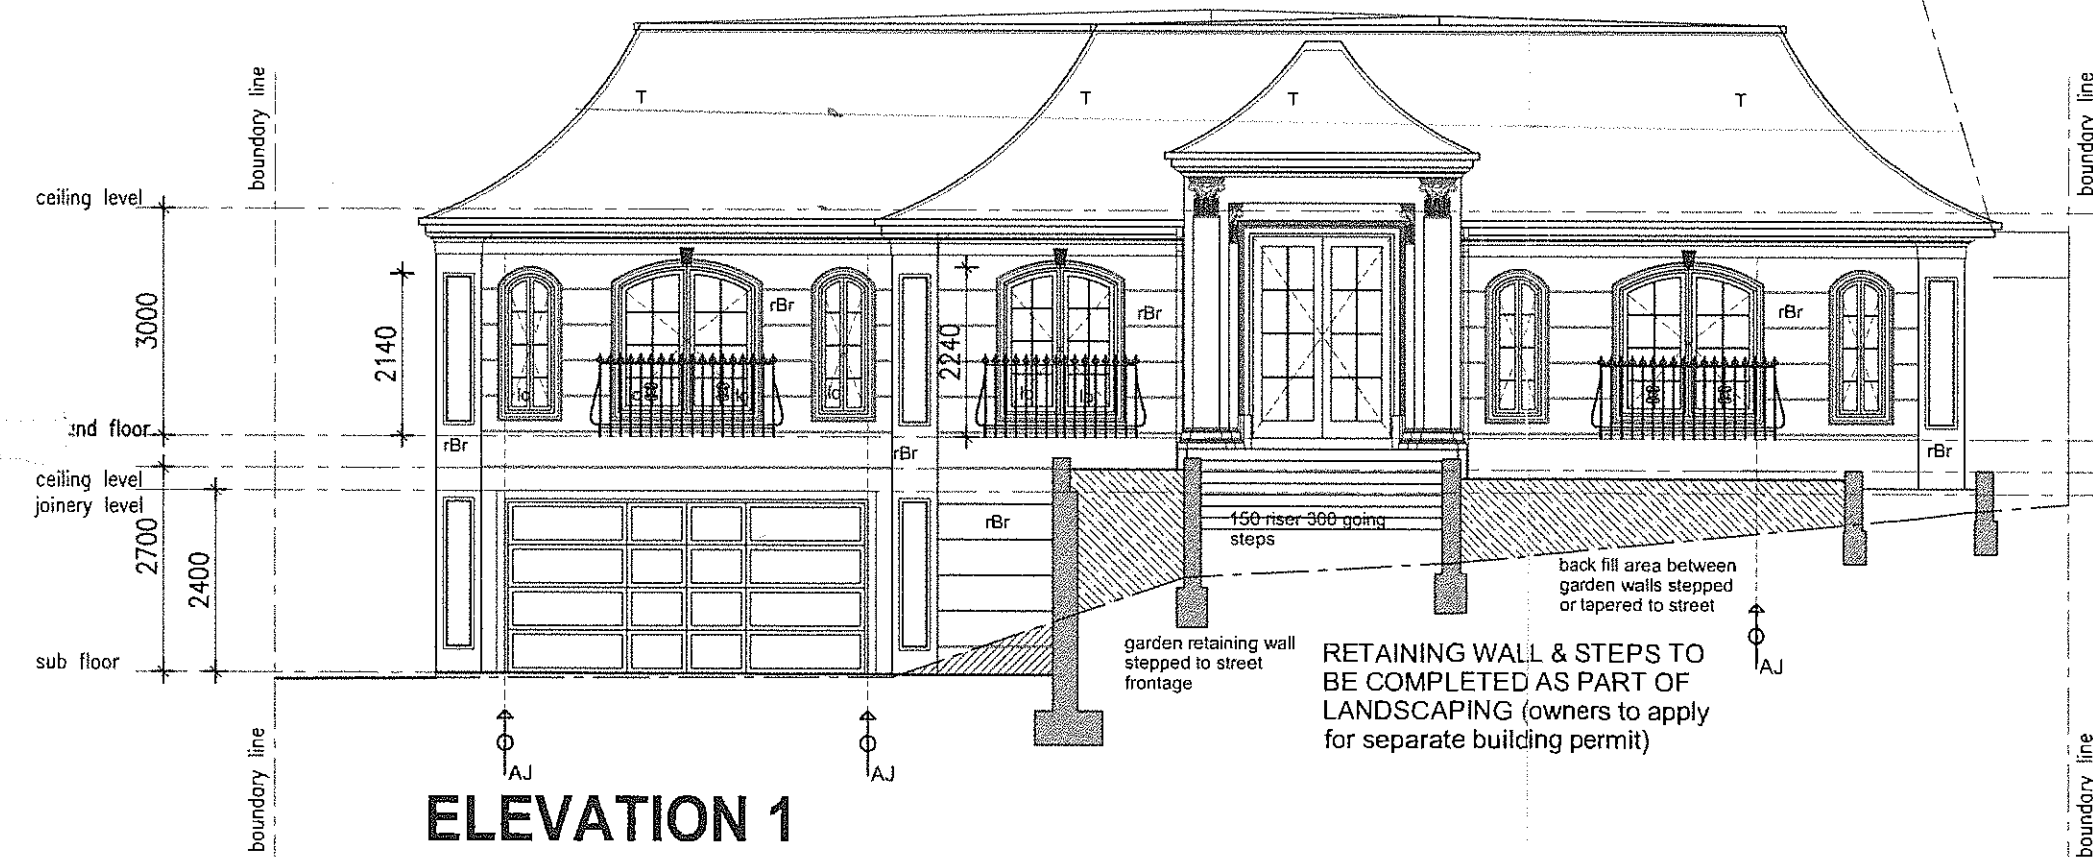 boundary line
boundary line
T
T
T
T
ceiling level
3000
2140
2240
rBr
rBr
rBr
floor
rBr
rBr
rBr
ceiling level
joinery level
2700
2400
rBr
150 riser 300 going
steps
back fill area between
garden walls stepped
or tapered to street
sub floor
garden retaining wall
stepped to street
frontage
RETAINING WALL & STEPS TO
BE COMPLETED AS PART OF
LANDSCAPING (owners to apply
for separate building permit)
AJ
AJ
AJ
boundary line
boundary line
ELEVATION 1